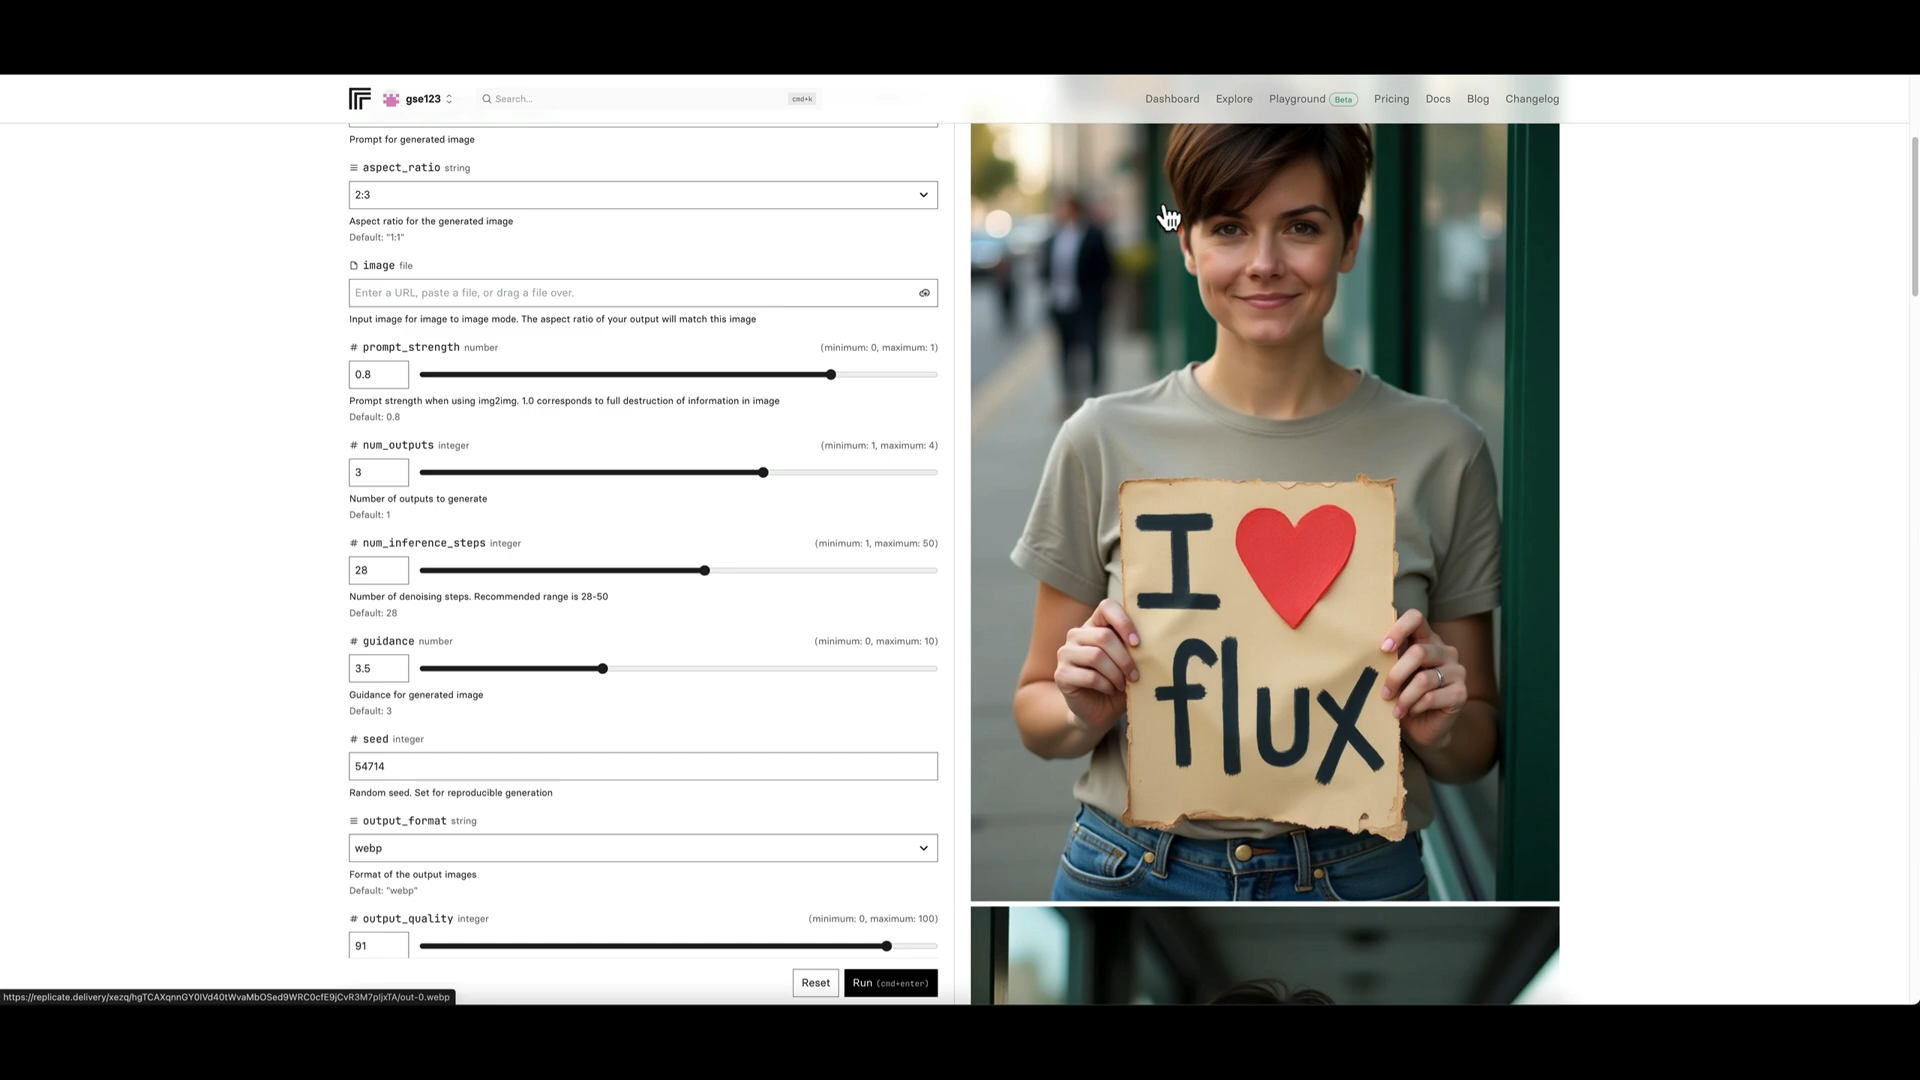 gse123
Search...
cmd+k
Dashboard
Explore
Playground Beta
Pricing
Docs
Blog
Changelog
Prompt for generated image
aspect_ratio string
2:3
Aspect ratio for the generated image
Default: "1:1"
image file
Enter a URL, paste a file, or drag a file over.
Input image for image to image mode. The aspect ratio of your output will match this image
# prompt_strength number (minimum: 0, maximum: 1)
0.8
Prompt strength when using img2img. 1.0 corresponds to full destruction of information in image
Default: 0.8
# num_outputs integer (minimum: 1, maximum: 4)
3
Number of outputs to generate
Default: 1
# num_inference_steps integer (minimum: 1, maximum: 50)
28
Number of denoising steps. Recommended range is 28-50
Default: 28
# guidance number (minimum: 0, maximum: 10)
3.5
Guidance for generated image
Default: 3
# seed integer
54714
Random seed. Set for reproducible generation
output_format string
webp
Format of the output images
Default: "webp"
# output_quality integer (minimum: 0, maximum: 100)
91
Reset
Run (cmd+enter)
I ❤
flux